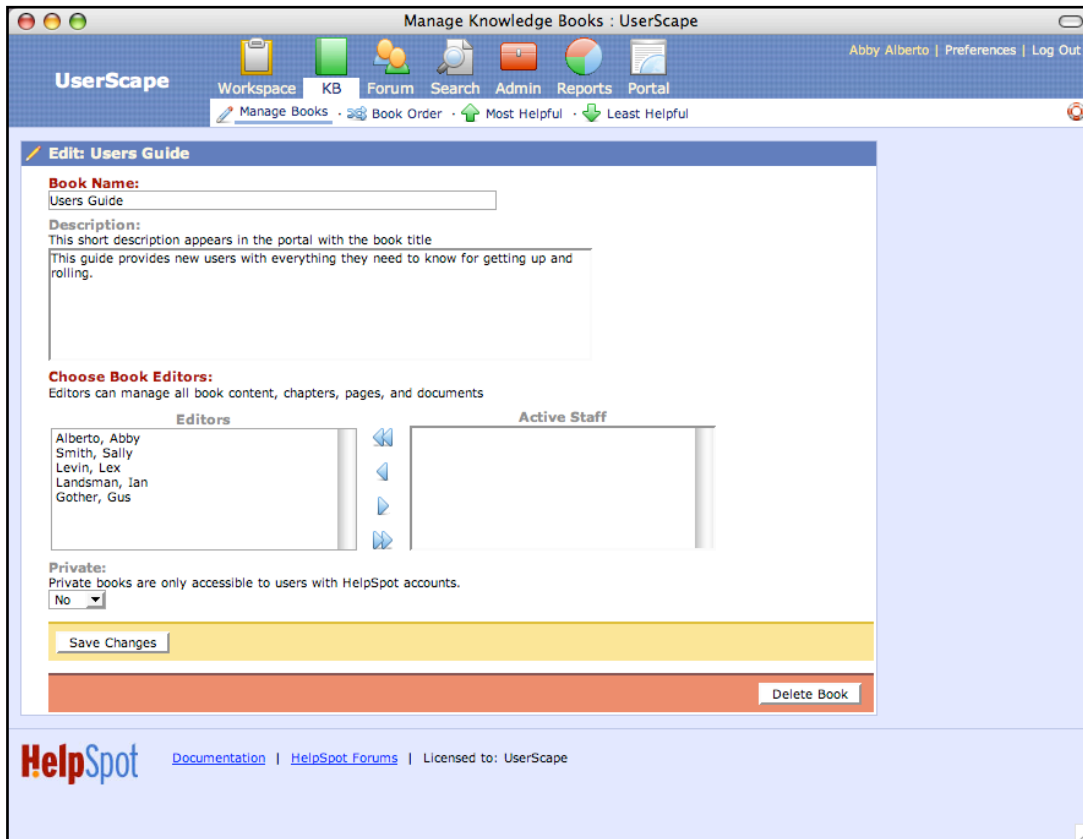 Manage Knowledge Books : UserScape
Abby Alberto | Preferences | Log Out
UserScape
Workspace KB Forum Search Admin Reports Portal
Manage Books · Book Order · Most Helpful · Least Helpful
Edit: Users Guide
Book Name:
Users Guide
Description:
This short description appears in the portal with the book title
This guide provides new users with everything they need to know for getting up and
rolling.
Choose Book Editors:
Editors can manage all book content, chapters, pages, and documents
Editors Active Staff
Alberto, Abby
Smith, Sally
Levin, Lex
Landsman, Ian
Gother, Gus
Private:
Private books are only accessible to users with HelpSpot accounts.
No
Save Changes
Delete Book
HelpSpot Documentation | HelpSpot Forums | Licensed to: UserScape